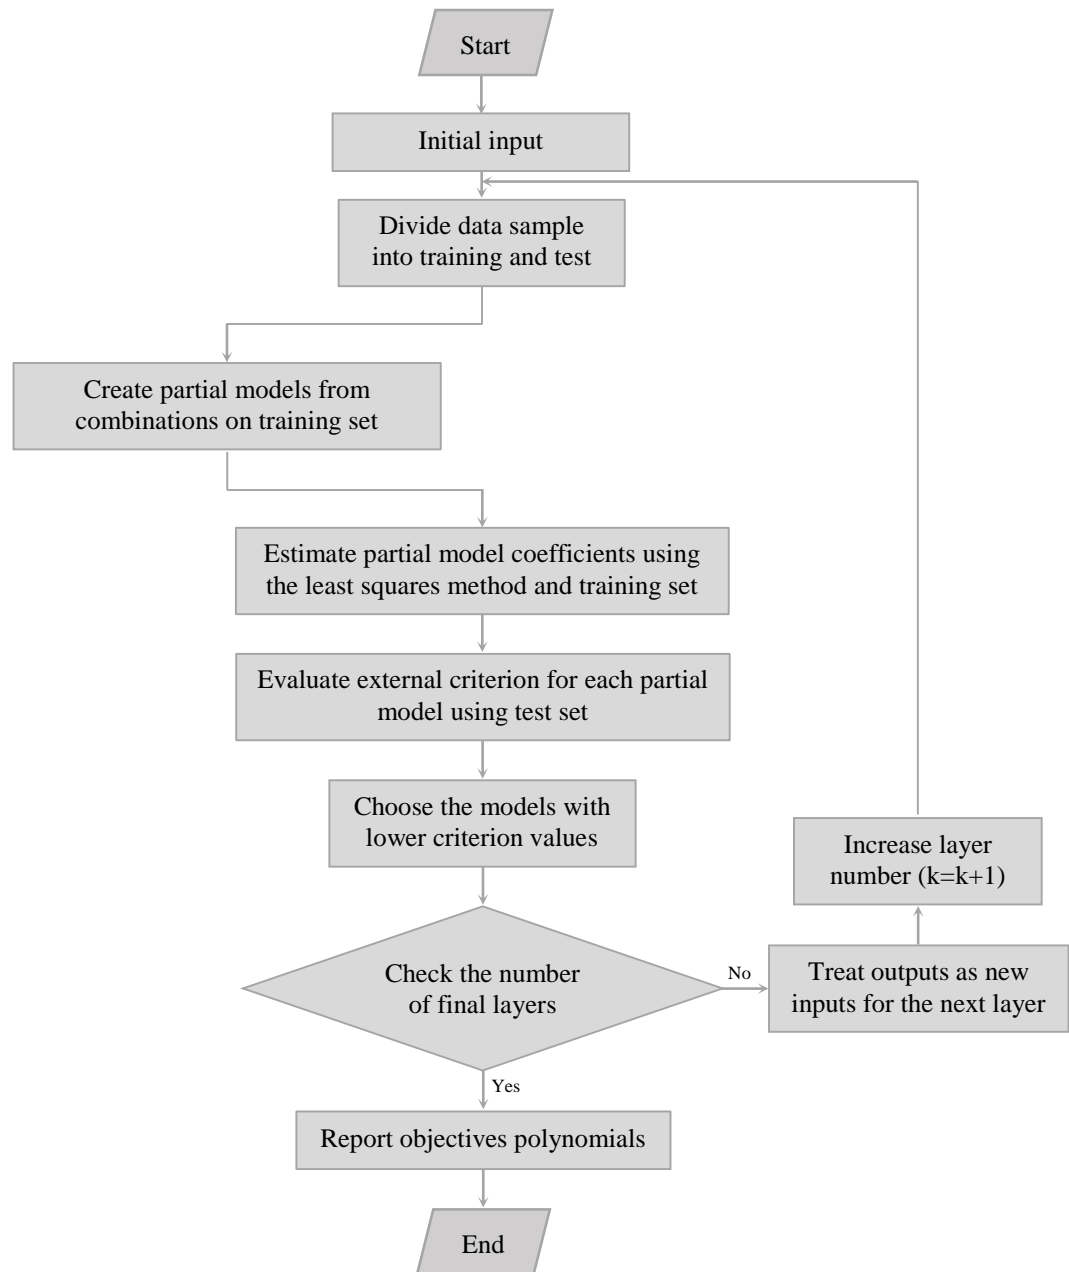 Start
Initial input
Divide data sample
into training and test
Create partial models from
combinations on training set
Estimate partial model coefficients using
the least squares method and training set
Evaluate external criterion for each partial
model using test set
Choose the models with
lower criterion values
Increase layer
number (k=k+1)
Check the number
of final layers
No
Treat outputs as new
inputs for the next layer
Yes
Report objectives polynomials
End